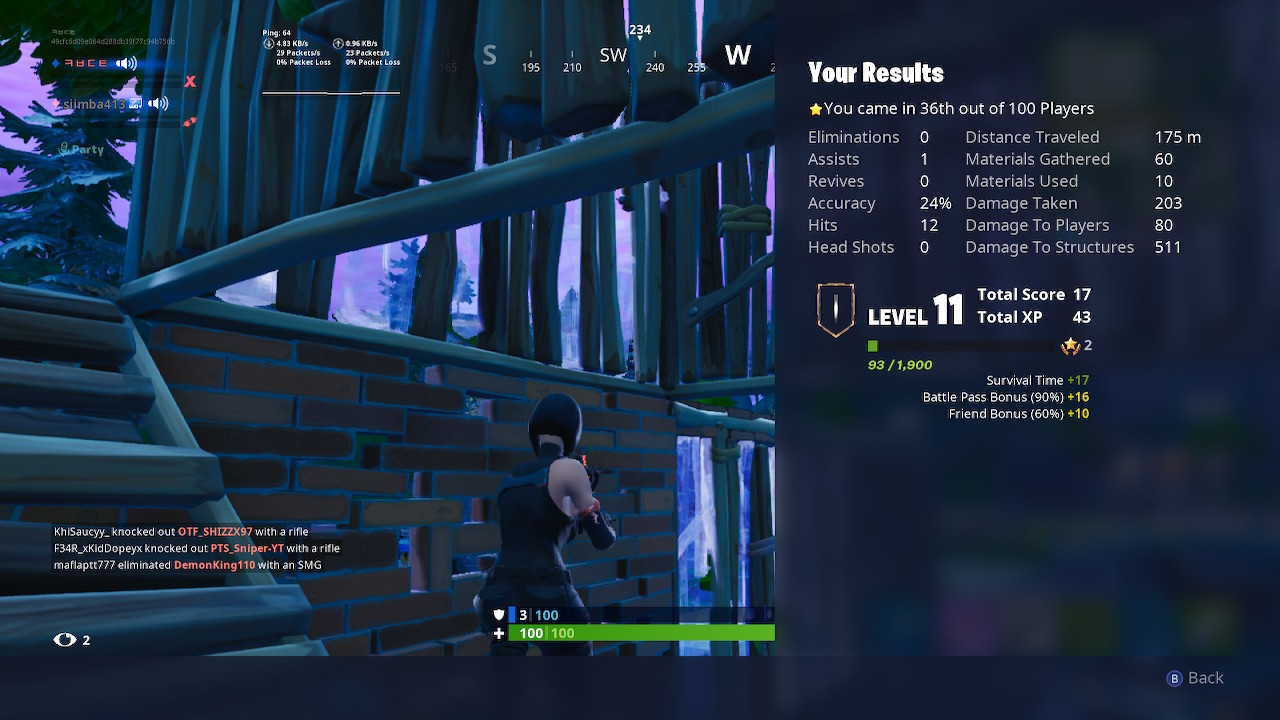 Ping: 64
4.83 KB/s 0.96 KB/s
29 Packet/s 23 Packet/s
0% Packet Loss 0% Packet Loss
siimba413
Party
234
165 S 195 210 SW 240 255 W 2
Your Results
You came in 36th out of 100 Players
Eliminations 0 Distance Traveled 175 m
Assists 1 Materials Gathered 60
Revives 0 Materials Used 10
Accuracy 24% Damage Taken 203
Hits 12 Damage To Players 80
Head Shots 0 Damage To Structures 511
LEVEL 11
Total Score 17
Total XP 43
2
93 / 1,900
Survival Time +17
Battle Pass Bonus (90%) +16
Friend Bonus (60%) +10
KhiSaucyy_ knocked out OTF_SHIZZX97 with a rifle
F34R_xKidDopeyx knocked out PTS_Sniper-YT with a rifle
maflaptt777 eliminated DemonKing110 with an SMG
3 | 100
100 | 100
2
B Back